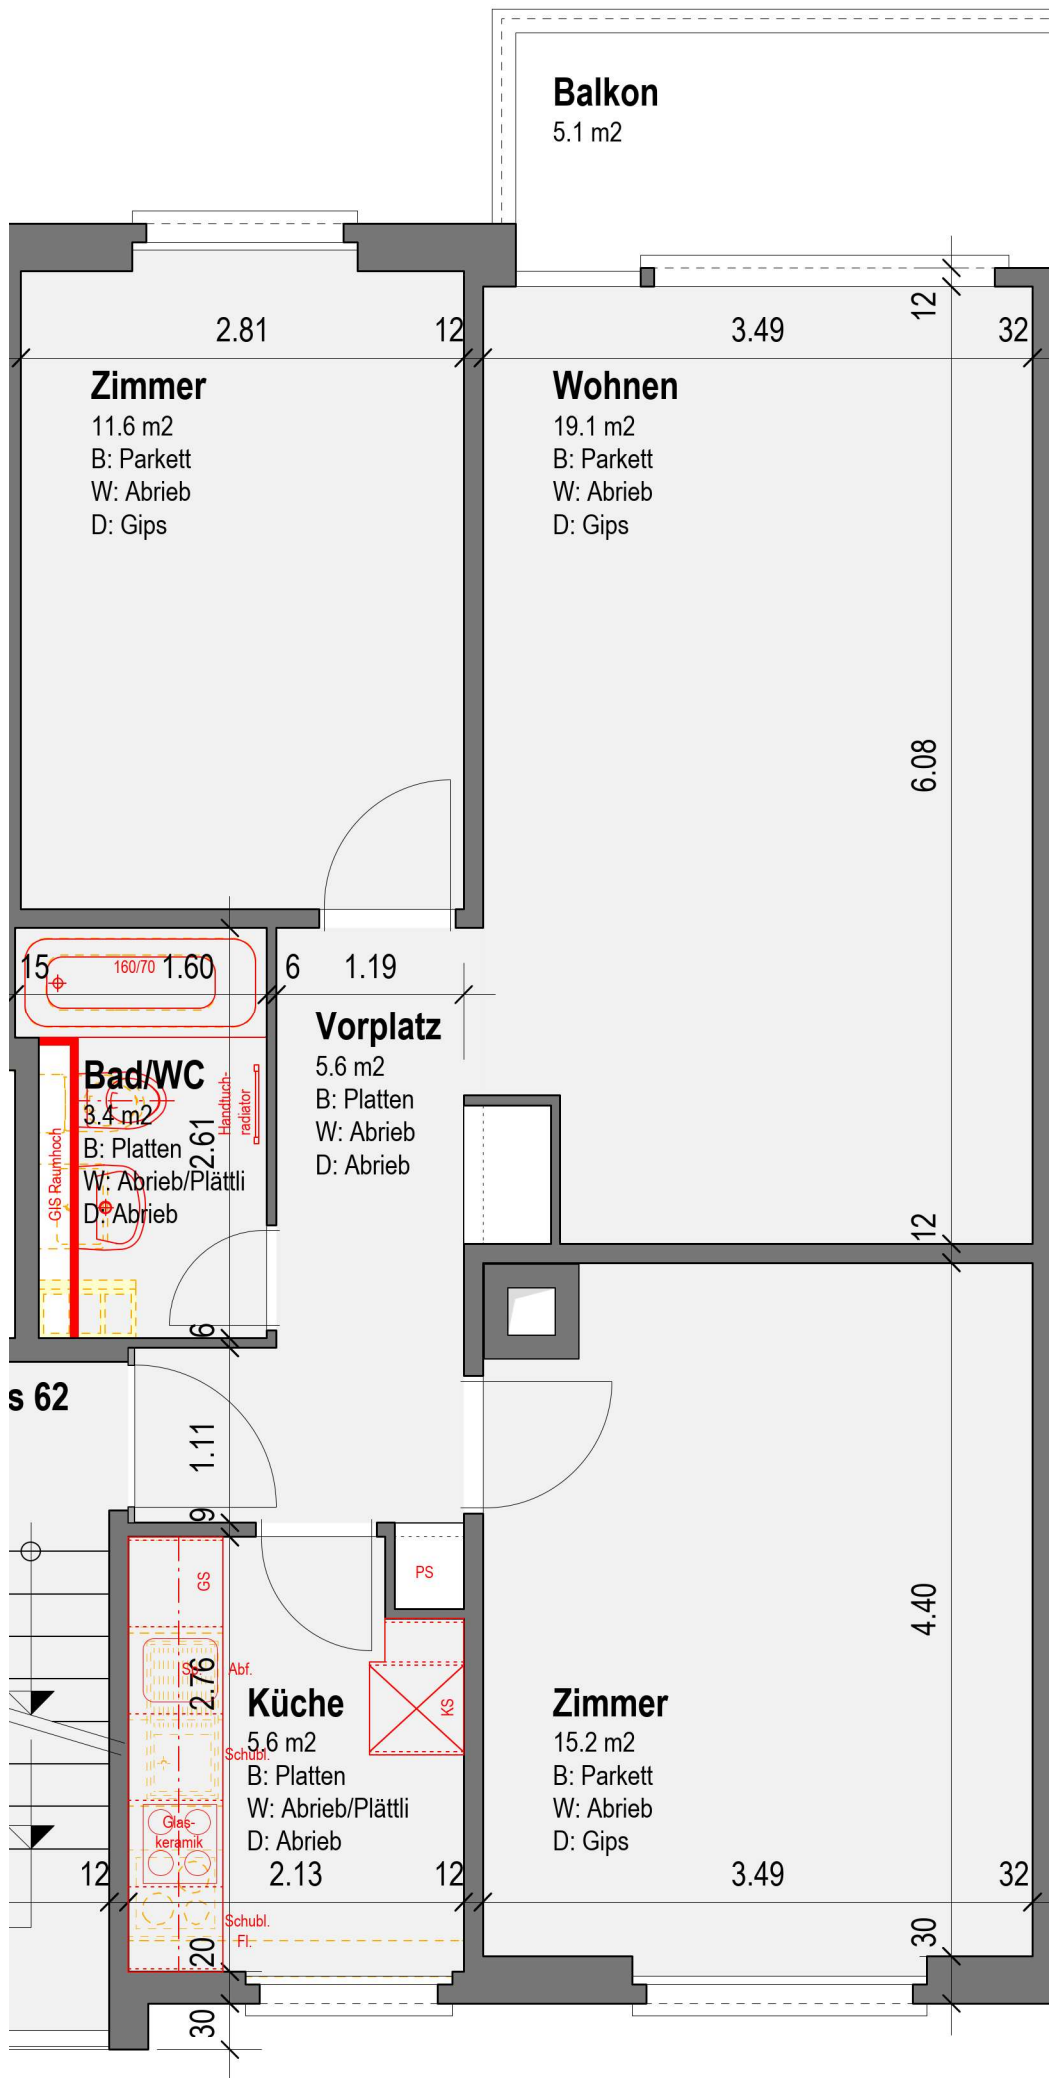 Balkon
5.1 m2
12
2.81
12
3.49
32
Zimmer
11.6 m2
B: Parkett
W: Abrieb
D: Gips
Wohnen
19.1 m2
B: Parkett
W: Abrieb
D: Gips
6.08
15
160/70
1.60
6
1.19
Vorplatz
5.6 m2
B: Platten
W: Abrieb
D: Abrieb
Bad/WC
3.4 m2
B: Platten
W: Abrieb/Plättli
D: Abrieb
2.61
Handtuch-
radiator
GIS Raumhoch
12
6
s 62
1.11
9
GS
PS
Sp.
Abf.
2.76
KS
Küche
5.6 m2
B: Platten
W: Abrieb/Plättli
D: Abrieb
Schubl.
Glas-
keramik
4.40
Zimmer
15.2 m2
B: Parkett
W: Abrieb
D: Gips
12
2.13
12
3.49
32
Schubl.
Fl.
20
30
30